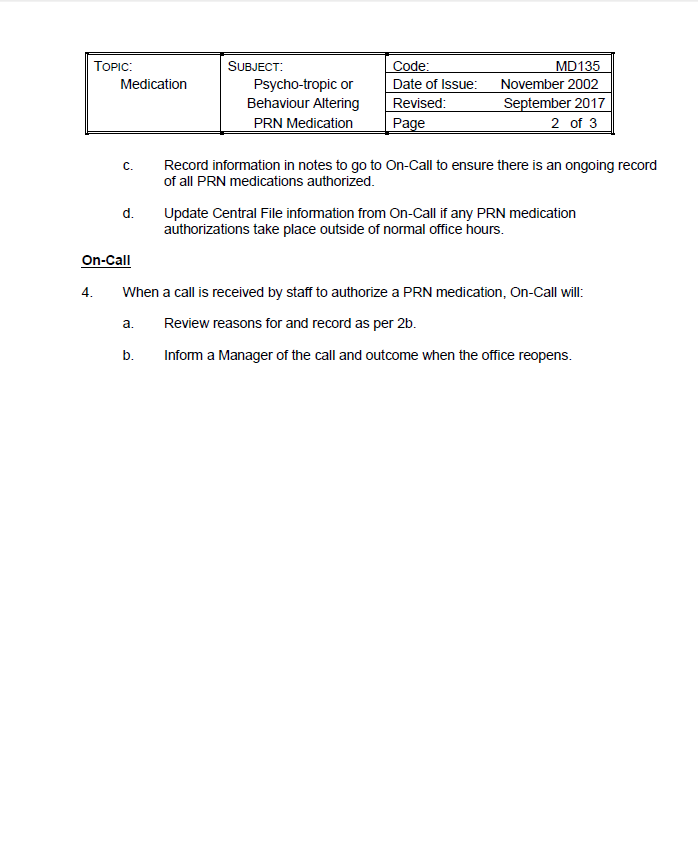 TOPIC:
Medication
SUBJECT:
Psycho-tropic or
Behaviour Altering
PRN Medication
Code: MD135
Date of Issue: November 2002
Revised: September 2017
Page 2 of 3
c. Record information in notes to go to On-Call to ensure there is an ongoing record
of all PRN medications authorized.
d. Update Central File information from On-Call if any PRN medication
authorizations take place outside of normal office hours.
On-Call
4. When a call is received by staff to authorize a PRN medication, On-Call will:
a. Review reasons for and record as per 2b.
b. Inform a Manager of the call and outcome when the office reopens.